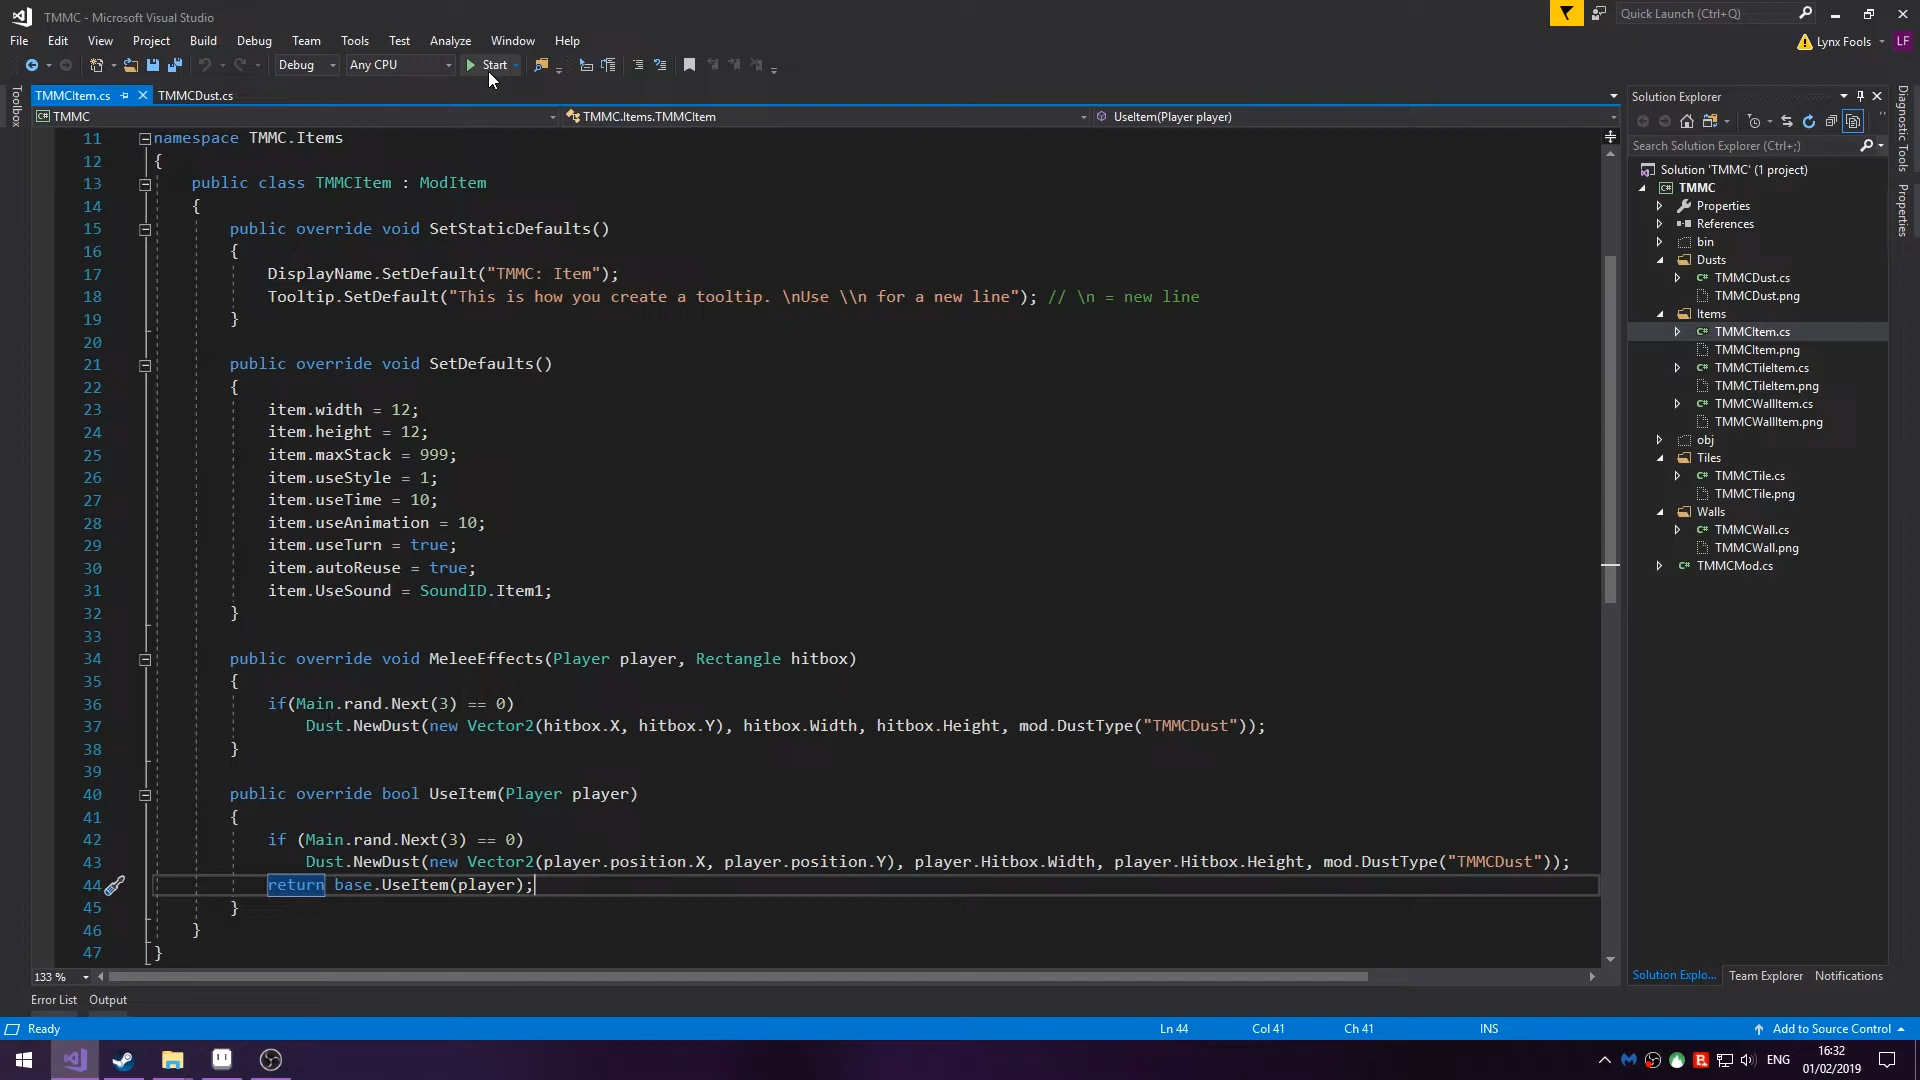 TMMC - Microsoft Visual Studio
Quick Launch (Ctrl+Q)
File Edit View Project Build Debug Team Tools Test Analyze Window Help
Lynx Fools LF
Debug Any CPU Start
Toolbox
TMMCItem.cs TMMCDust.cs
TMMC TMMC.Items.TMMCItem UseItem(Player player)
11 namespace TMMC.Items
12 {
13 public class TMMCItem : ModItem
14 {
15 public override void SetStaticDefaults()
16 {
17 DisplayName.SetDefault("TMMC: Item");
18 Tooltip.SetDefault("This is how you create a tooltip. \nUse \\n for a new line"); // \n = new line
19 }
20
21 public override void SetDefaults()
22 {
23 item.width = 12;
24 item.height = 12;
25 item.maxStack = 999;
26 item.useStyle = 1;
27 item.useTime = 10;
28 item.useAnimation = 10;
29 item.useTurn = true;
30 item.autoReuse = true;
31 item.UseSound = SoundID.Item1;
32 }
33
34 public override void MeleeEffects(Player player, Rectangle hitbox)
35 {
36 if(Main.rand.Next(3) == 0)
37 Dust.NewDust(new Vector2(hitbox.X, hitbox.Y), hitbox.Width, hitbox.Height, mod.DustType("TMMCDust"));
38 }
39
40 public override bool UseItem(Player player)
41 {
42 if (Main.rand.Next(3) == 0)
43 Dust.NewDust(new Vector2(player.position.X, player.position.Y), player.Hitbox.Width, player.Hitbox.Height, mod.DustType("TMMCDust"));
44 return base.UseItem(player);
45 }
46 }
47 }
133 %
Solution Explorer
Search Solution Explorer (Ctrl+;)
Solution 'TMMC' (1 project)
TMMC
Properties
References
bin
Dusts
TMMCDust.cs
TMMCDust.png
Items
TMMCItem.cs
TMMCItem.png
TMMCTileItem.cs
TMMCTileItem.png
TMMCWallItem.cs
TMMCWallItem.png
obj
Tiles
TMMCTile.cs
TMMCTile.png
Walls
TMMCWall.cs
TMMCWall.png
TMMCMod.cs
Solution Explo... Team Explorer Notifications
Diagnostic Tools
Properties
Error List Output
Ready Ln 44 Col 41 Ch 41 INS Add to Source Control
ENG
16:32
01/02/2019